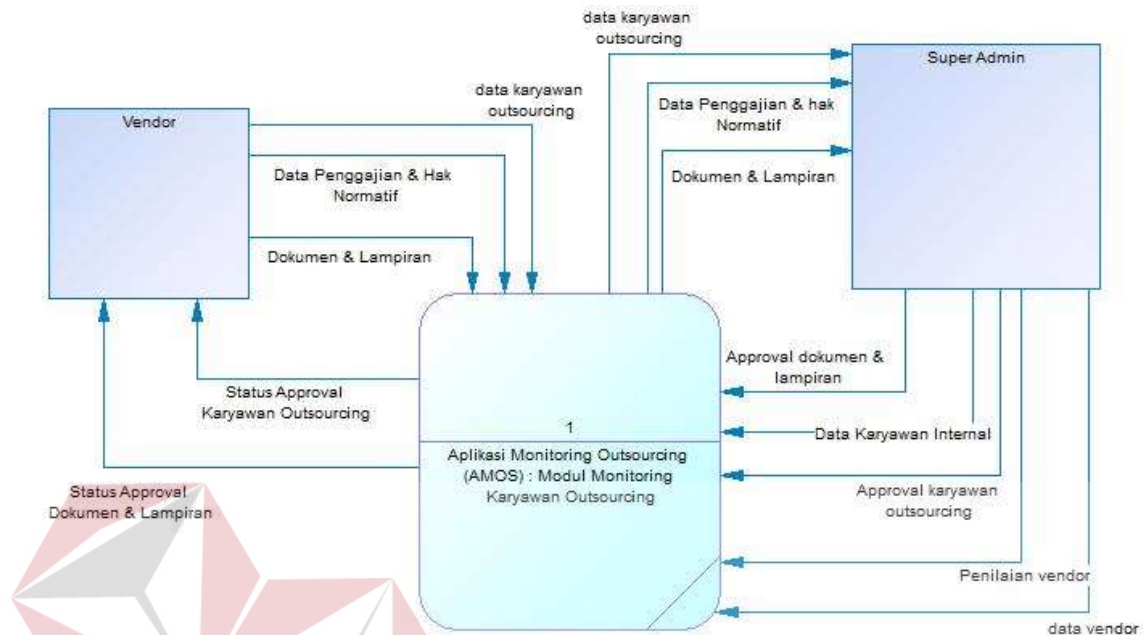 data karyawan
outsourcing
Super Admin
data karyawan
outsourcing
Vendor
Data Penggajian & hak
Normatif
Data Penggajian & Hak
Normatif
Dokumen & Lampiran
Dokumen & Lampiran
Approval dokumen &
lampiran
Status Approval
Karyawan Outsourcing
1
Data Karyawan Internal
Aplikasi Monitoring Outsourcing
(AMOS) : Modul Monitoring
Karyawan Outsourcing
Status Approval
Dokumen & Lampiran
Approval karyawan
outsourcing
Penilaian vendor
data vendor